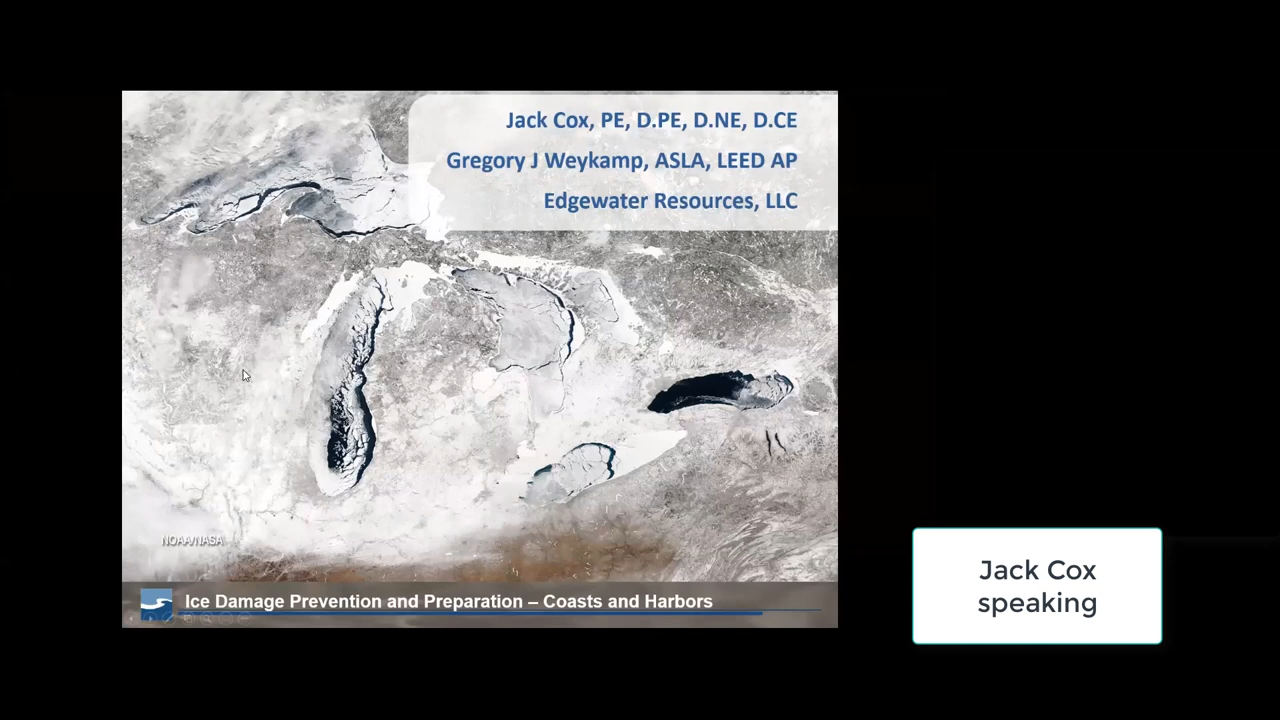 Jack Cox, PE, D.PE, D.NE, D.CE
Gregory J Weykamp, ASLA, LEED AP
Edgewater Resources, LLC
NOAA/NASA
Ice Damage Prevention and Preparation – Coasts and Harbors
Jack Cox
speaking